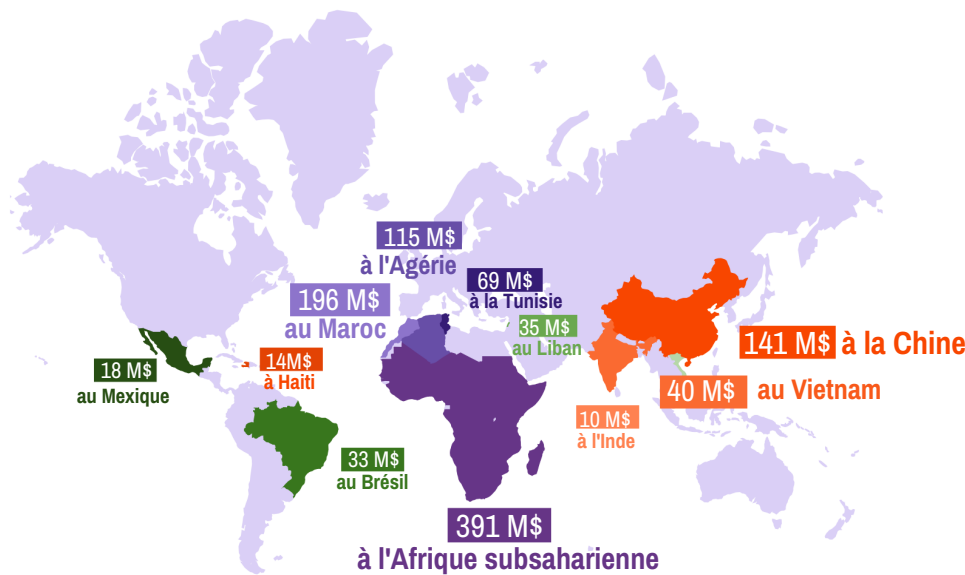 115 M$
à l'Agérie
69 M$
à la Tunisie
196 M$
au Maroc
35 M$
au Liban
141 M$ à la Chine
14M$
à Haiti
18 M$
au Mexique
40 M$ au Vietnam
10 M$
à l'Inde
33 M$
au Brésil
391 M$
à l'Afrique subsaharienne